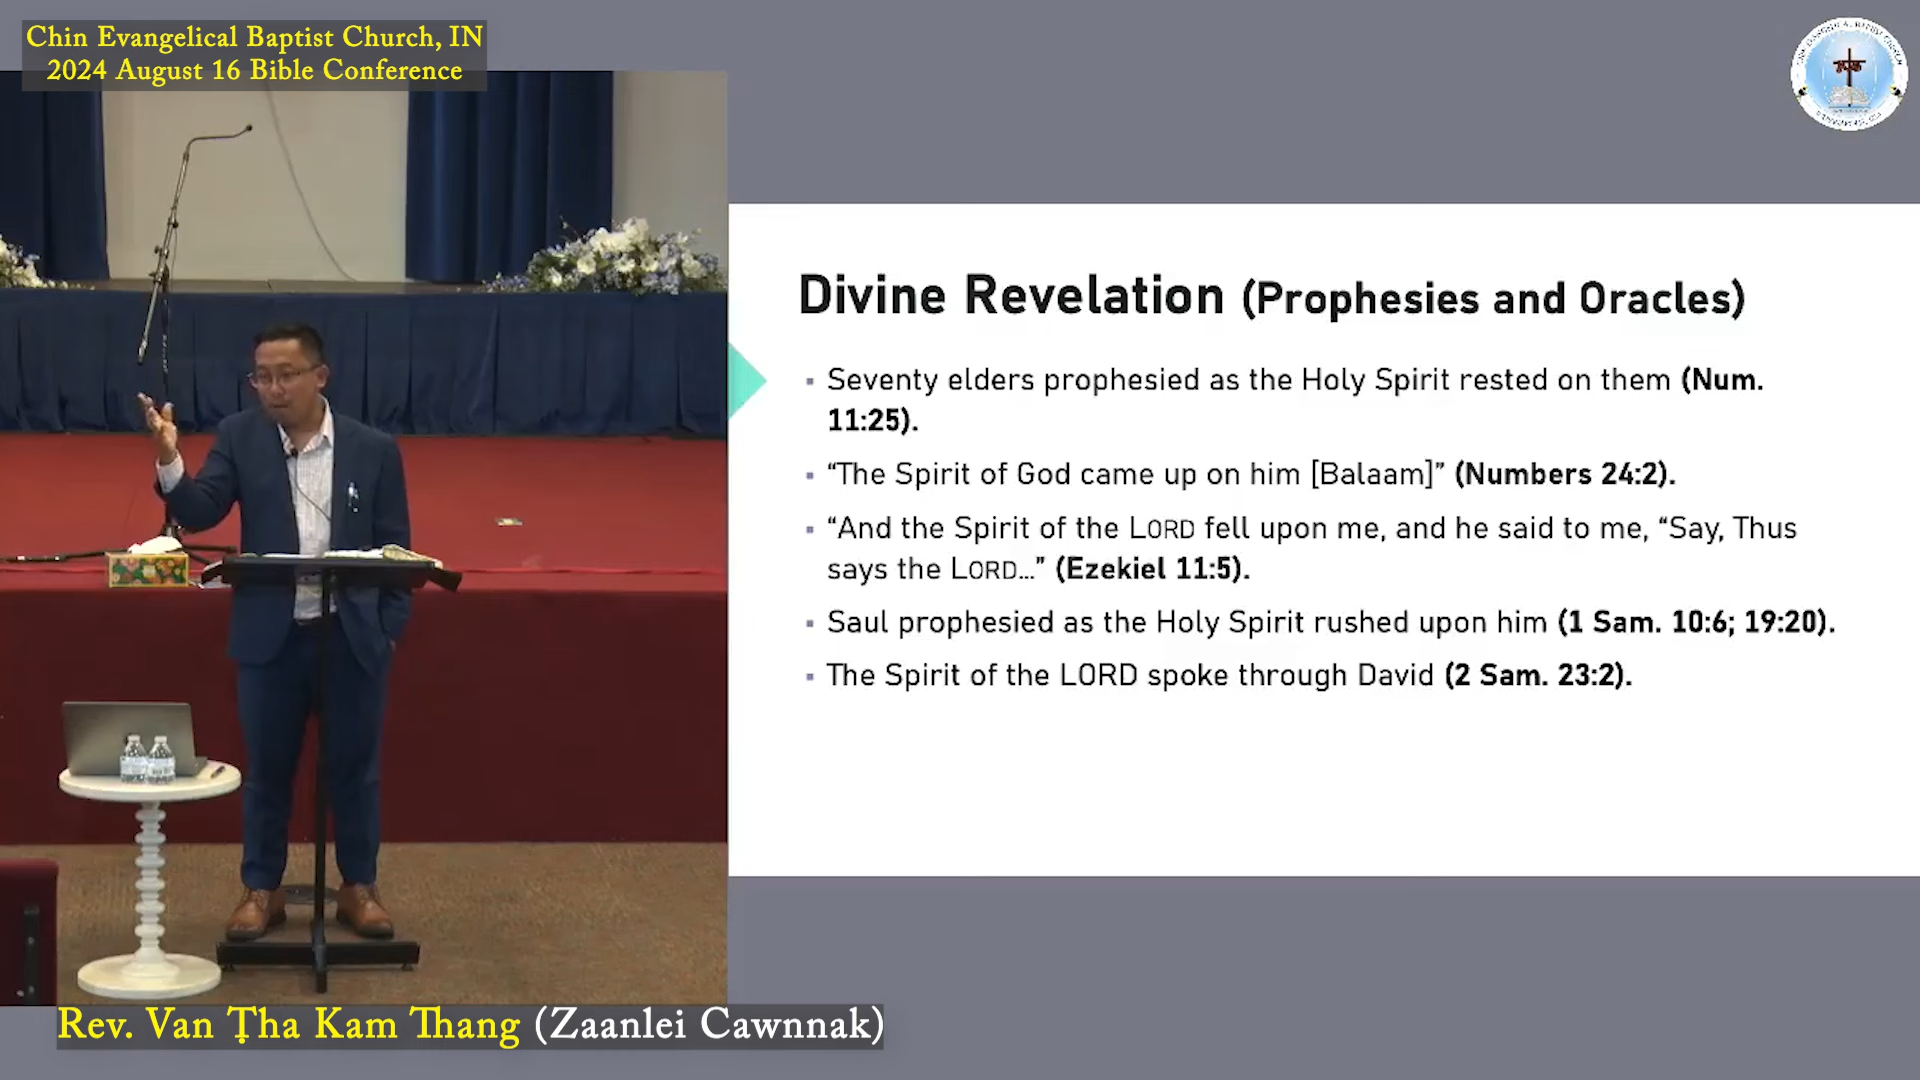 Chin Evangelical Baptist Church, IN
2024 August 16 Bible Conference
Divine Revelation (Prophesies and Oracles)
▪ Seventy elders prophesied as the Holy Spirit rested on them (Num.
11:25).
▪ “The Spirit of God came up on him [Balaam]” (Numbers 24:2).
▪ “And the Spirit of the LORD fell upon me, and he said to me, “Say, Thus
says the LORD…” (Ezekiel 11:5).
▪ Saul prophesied as the Holy Spirit rushed upon him (1 Sam. 10:6; 19:20).
▪ The Spirit of the LORD spoke through David (2 Sam. 23:2).
Rev. Van Ṭha Kam Thang (Zaanlei Cawnnak)